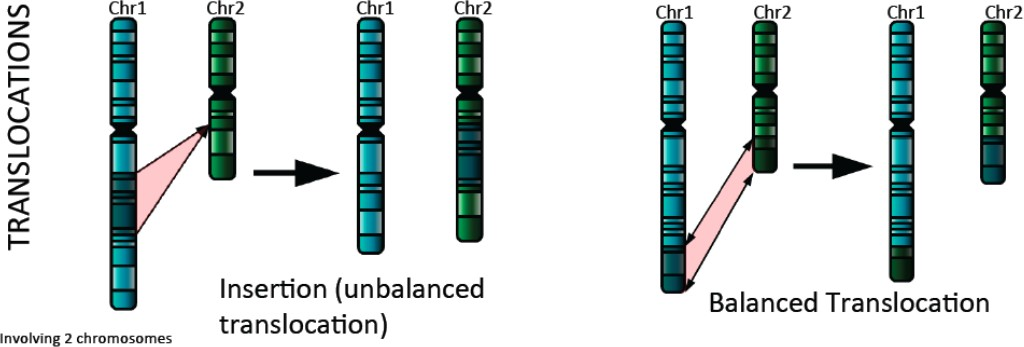 TRANSLOCATIONS
Chr1 Chr2 Chr1 Chr2
Chr1 Chr2 Chr1 Chr2
Insertion (unbalanced
translocation)
Balanced Translocation
Involving 2 chromosomes